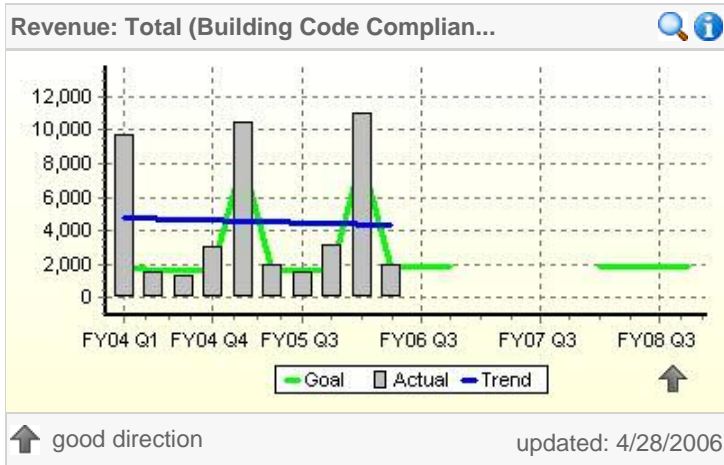 Revenue: Total (Building Code Complian...
12,000
10,000
8,000
6,000
4,000
2,000
0
FY04 Q1 FY04 Q4 FY05 Q3 FY06 Q3 FY07 Q3 FY08 Q3
Goal Actual Trend
good direction updated: 4/28/2006